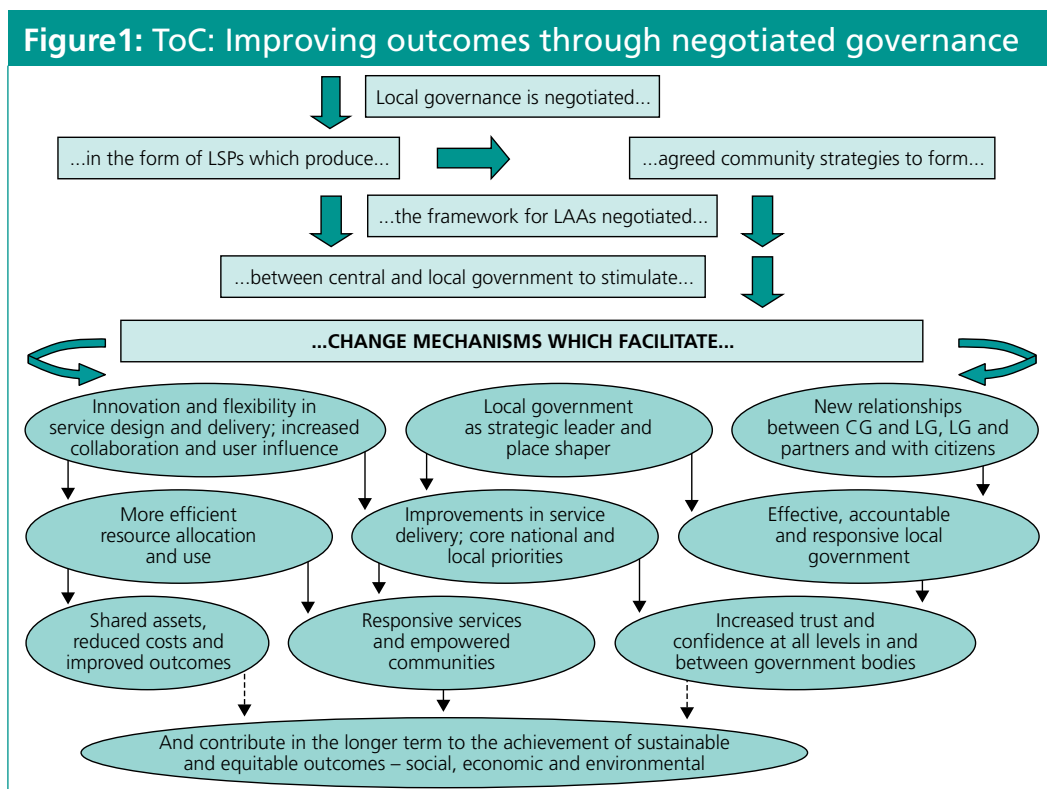 Figure1: ToC: Improving outcomes through negotiated governance
Local governance is negotiated...
...in the form of LSPs which produce...
...agreed community strategies to form...
...the framework for LAAs negotiated...
...between central and local government to stimulate...
...CHANGE MECHANISMS WHICH FACILITATE...
Innovation and flexibility in
service design and delivery; increased
collaboration and user influence
Local government
as strategic leader and
place shaper
New relationships
between CG and LG, LG and
partners and with citizens
More efficient
resource allocation
and use
Improvements in service
delivery; core national and
local priorities
Effective, accountable
and responsive local
government
Shared assets,
reduced costs and
improved outcomes
Responsive services
and empowered
communities
Increased trust and
confidence at all levels in and
between government bodies
And contribute in the longer term to the achievement of sustainable
and equitable outcomes – social, economic and environmental